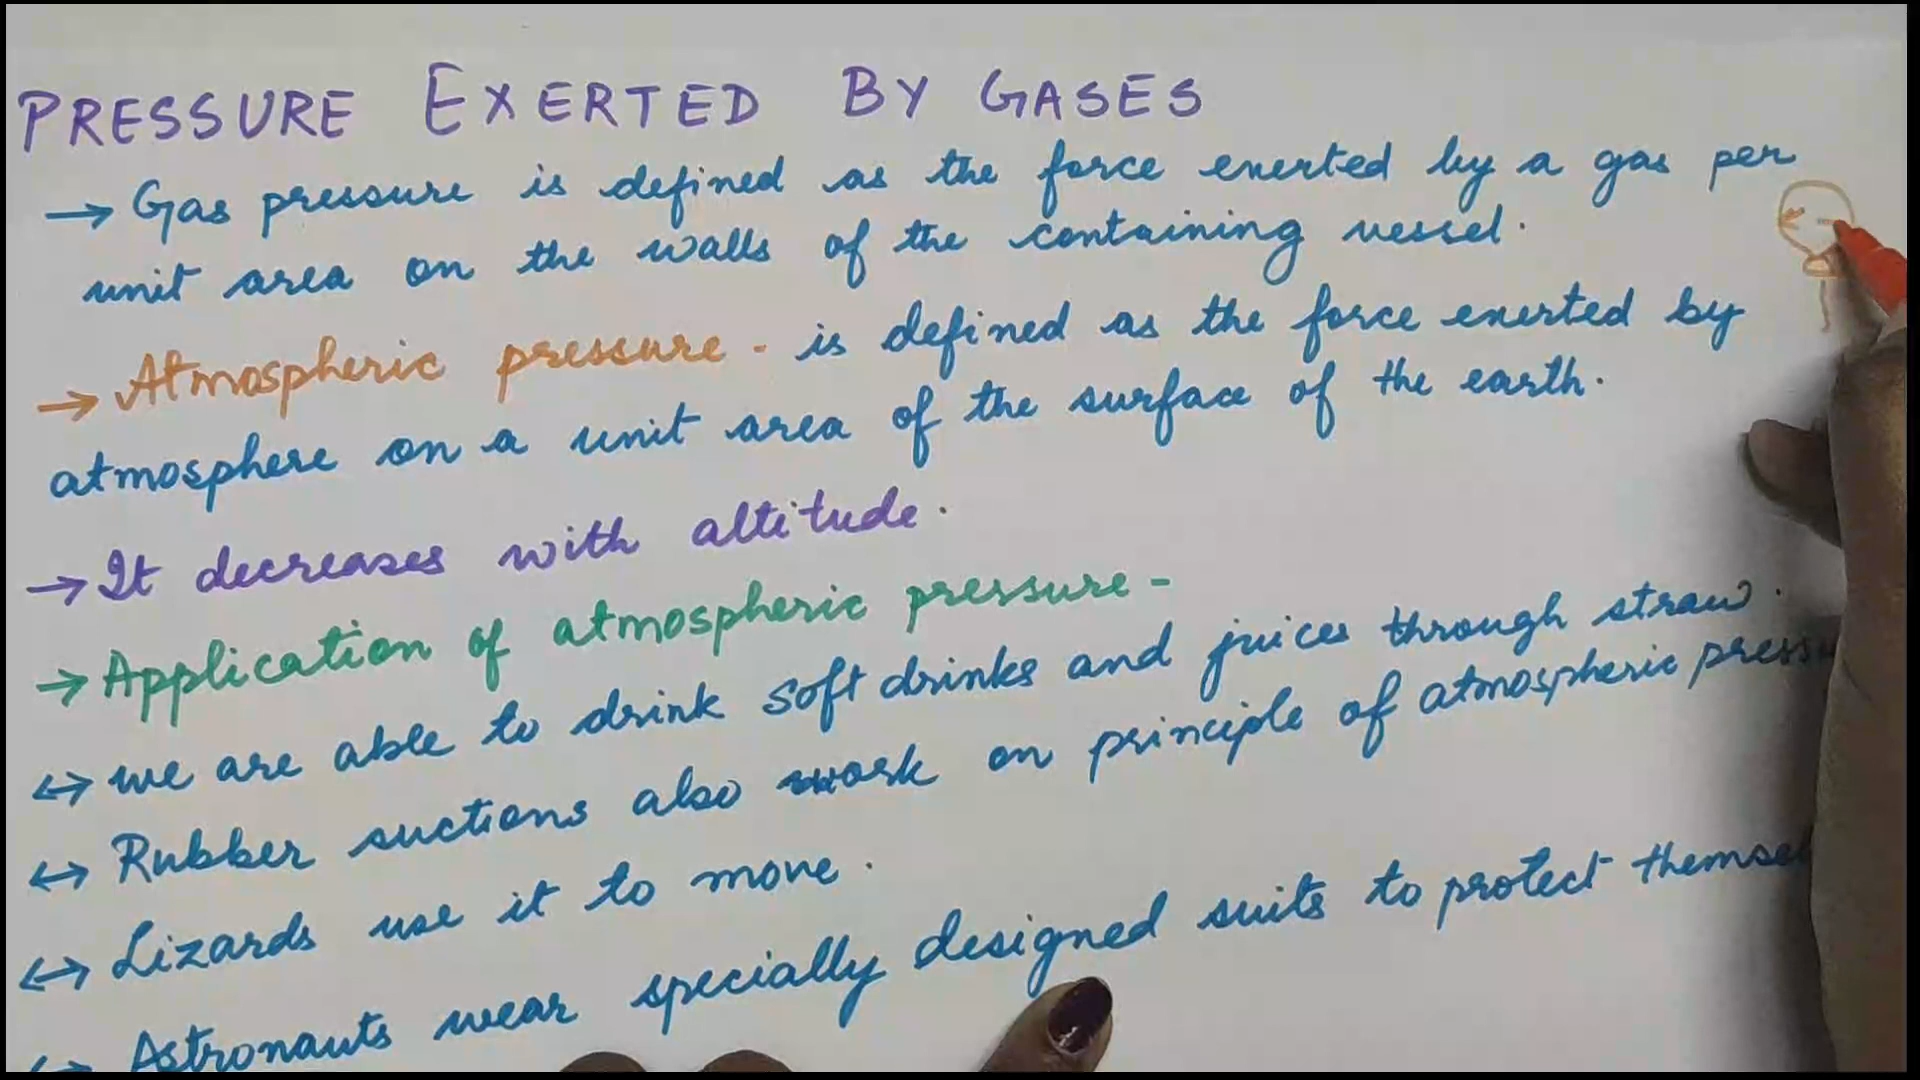 PRESSURE EXERTED BY GASES
→ Gas pressure is defined as the force exerted by a gas per
unit area on the walls of the containing vessel.
→ Atmospheric pressure - is defined as the force exerted by
atmosphere on a unit area of the surface of the earth.
→ It decreases with altitude.
→ Application of atmospheric pressure -
↔ we are able to drink soft drinks and juices through straw.
↔ Rubber suctions also work on principle of atmospheric
↔ Lizards use it to move.
↔ Astronauts wear specially designed suits to protect